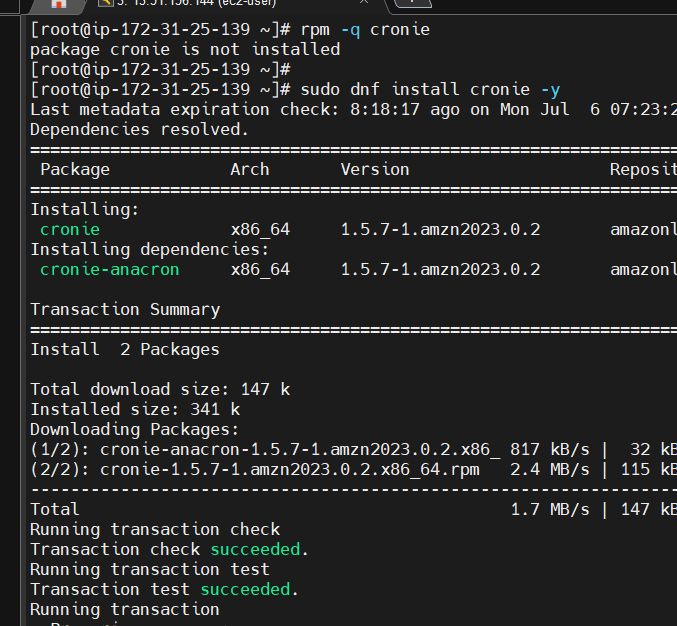 (ec2-user)
[root@ip-172-31-25-139 ~]# rpm -q cronie
package cronie is not installed
[root@ip-172-31-25-139 ~]#
[root@ip-172-31-25-139 ~]# sudo dnf install cronie -y
Last metadata expiration check: 8:18:17 ago on Mon Jul  6 07:23:2
Dependencies resolved.
================================================================
 Package            Arch       Version                    Reposit
================================================================
Installing:
 cronie             x86_64     1.5.7-1.amzn2023.0.2       amazonl
Installing dependencies:
 cronie-anacron     x86_64     1.5.7-1.amzn2023.0.2       amazonl
Transaction Summary
================================================================
Install  2 Packages
Total download size: 147 k
Installed size: 341 k
Downloading Packages:
(1/2): cronie-anacron-1.5.7-1.amzn2023.0.2.x86_ 817 kB/s |  32 kB
(2/2): cronie-1.5.7-1.amzn2023.0.2.x86_64.rpm   2.4 MB/s | 115 kB
----------------------------------------------------------------
Total                                           1.7 MB/s | 147 kB
Running transaction check
Transaction check succeeded.
Running transaction test
Transaction test succeeded.
Running transaction